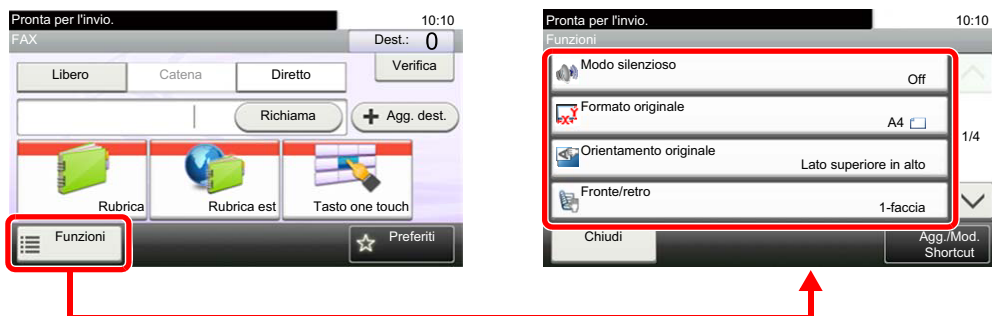 Pronta per l'invio.
10:10
FAX
Dest.: 0
Libero
Catena
Diretto
Verifica
Richiama
Agg. dest.
Rubrica
Rubrica est
Tasto one touch
Funzioni
Preferiti
Pronta per l'invio.
10:10
Funzioni
Modo silenzioso
Off
Formato originale
A4
1/4
Orientamento originale
Lato superiore in alto
Fronte/retro
1-faccia
Chiudi
Agg./Mod.
Shortcut